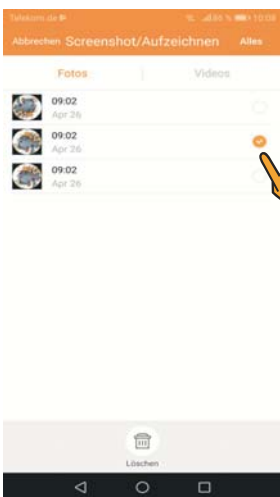 Telekom.de
10:08
Abbrechen Screenshot/Aufzeichnen Alles
Fotos Videos
09:02
Apr 26
09:02
Apr 26
09:02
Apr 26
Löschen